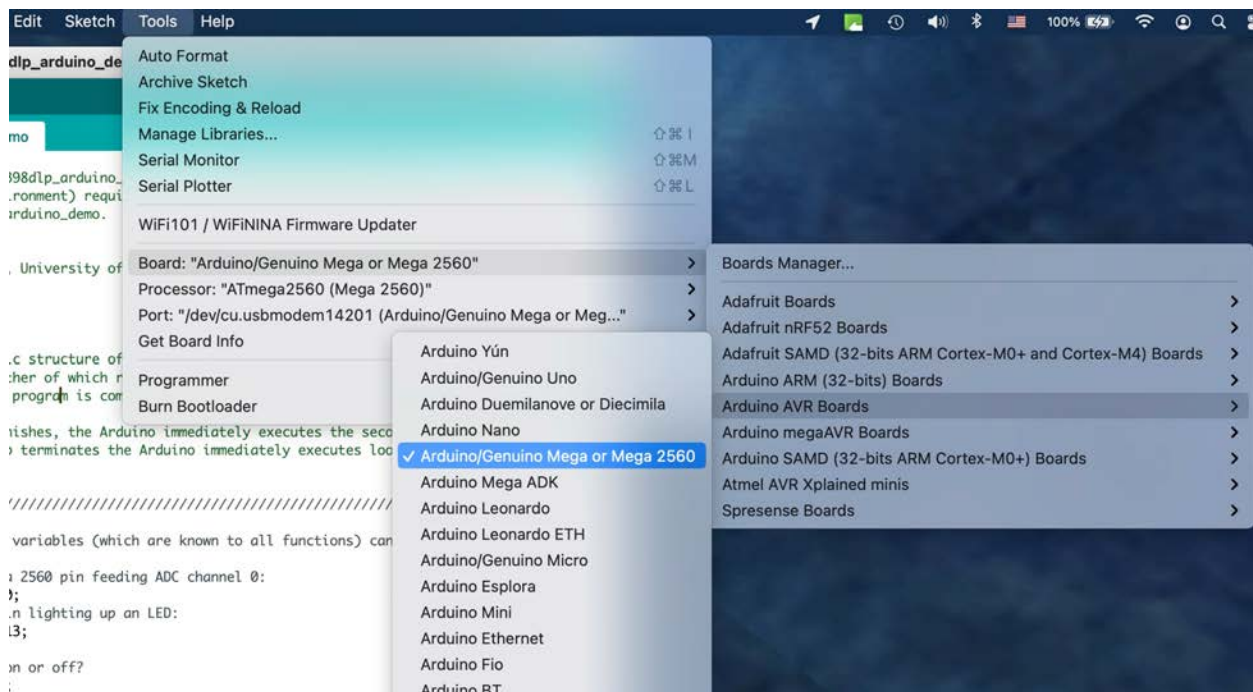 Edit Sketch Tools Help 100%
dlp_arduino_de
mo
398dlp_arduino_
ironment) requi
arduino_demo.
, University of
.c structure of
ther of which r
program is com
nishes, the Arduino immediately executes the seco
o terminates the Arduino immediately executes loo
////////////////////////////////////////////////////
variables (which are known to all functions) can
a 2560 pin feeding ADC channel 0:
);
in lighting up an LED:
13;
on or off?
Auto Format
Archive Sketch
Fix Encoding & Reload
Manage Libraries... ⇧⌘I
Serial Monitor ⇧⌘M
Serial Plotter ⇧⌘L
WiFi101 / WiFiNINA Firmware Updater
Board: "Arduino/Genuino Mega or Mega 2560"
Processor: "ATmega2560 (Mega 2560)"
Port: "/dev/cu.usbmodem14201 (Arduino/Genuino Mega or Meg..."
Get Board Info
Programmer
Burn Bootloader
Boards Manager...
Adafruit Boards
Adafruit nRF52 Boards
Adafruit SAMD (32-bits ARM Cortex-M0+ and Cortex-M4) Boards
Arduino ARM (32-bits) Boards
Arduino AVR Boards
Arduino megaAVR Boards
Arduino SAMD (32-bits ARM Cortex-M0+) Boards
Atmel AVR Xplained minis
Spresense Boards
Arduino Yún
Arduino/Genuino Uno
Arduino Duemilanove or Diecimila
Arduino Nano
✓ Arduino/Genuino Mega or Mega 2560
Arduino Mega ADK
Arduino Leonardo
Arduino Leonardo ETH
Arduino/Genuino Micro
Arduino Esplora
Arduino Mini
Arduino Ethernet
Arduino Fio
Arduino BT